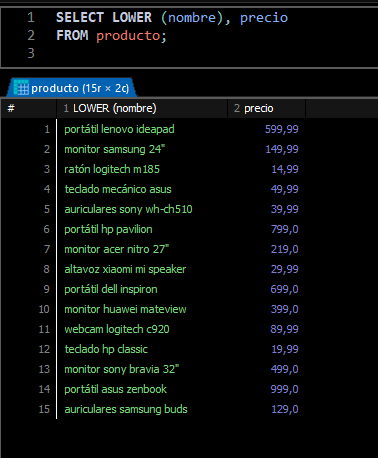 1 SELECT LOWER (nombre), precio
2 FROM producto;
3
producto (15r × 2c)
# 1 LOWER (nombre) 2 precio
1 portátil lenovo ideapad 599,99
2 monitor samsung 24" 149,99
3 ratón logitech m185 14,99
4 teclado mecánico asus 49,99
5 auriculares sony wh-ch510 39,99
6 portátil hp pavilion 799,0
7 monitor acer nitro 27" 219,0
8 altavoz xiaomi mi speaker 29,99
9 portátil dell inspiron 699,0
10 monitor huawei mateview 399,0
11 webcam logitech c920 89,99
12 teclado hp classic 19,99
13 monitor sony bravia 32" 499,0
14 portátil asus zenbook 999,0
15 auriculares samsung buds 129,0